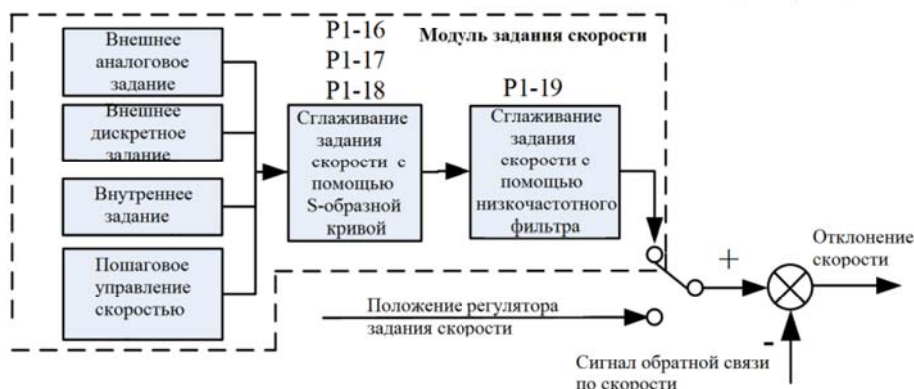 Внешнее
аналоговое
задание
Внешнее
дискретное
задание
Внутреннее
задание
Пошаговое
управление
скоростью
P1-16
P1-17
P1-18
Модуль задания скорости
Сглаживание
задания
скорости с
помощью
S-образной
кривой
P1-19
Сглаживание
задания
скорости с
помощью
низкочастотного
фильтра
Положение регулятора
задания скорости
+
-
Отклонение
скорости
Сигнал обратной связи
по скорости